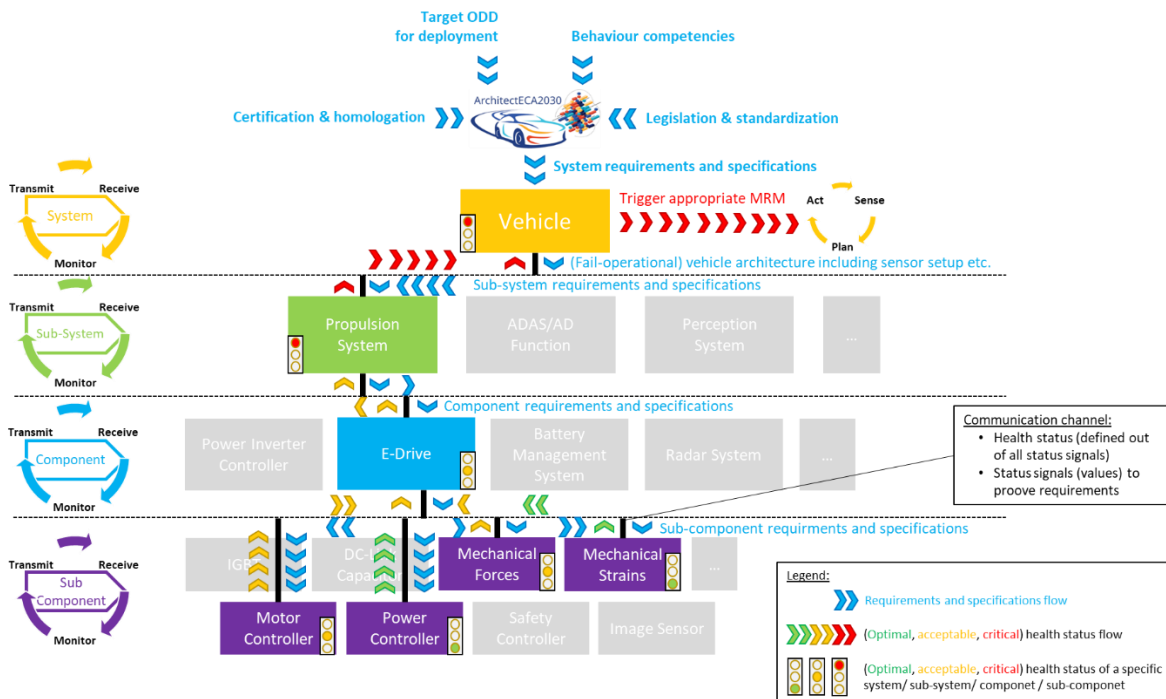 Target ODD
for deployment
Behaviour competencies
ArchitectECA2030
Certification & homologation
Legislation & standardization
System requirements and specifications
Transmit
Receive
System
Monitor
Vehicle
Trigger appropriate MRM
Act
Sense
Plan
(Fail-operational) vehicle architecture including sensor setup etc.
Sub-system requirements and specifications
Transmit
Receive
Sub-System
Monitor
Propulsion
System
ADAS/AD
Function
Perception
System
...
Component requirements and specifications
Transmit
Receive
Component
Monitor
Power Inverter
Controller
E-Drive
Battery
Management
System
Radar System
...
Communication channel:
• Health status (defined out
of all status signals)
• Status signals (values) to
proove requirements
Sub-component requirments and specifications
Transmit
Receive
Sub
Component
Monitor
Mechanical
Forces
Mechanical
Strains
...
Motor
Controller
Power
Controller
Safety
Controller
Image Sensor
Legend:
Requirements and specifications flow
(Optimal, acceptable, critical) health status flow
(Optimal, acceptable, critical) health status of a specific
system/ sub-system/ componet / sub-componet